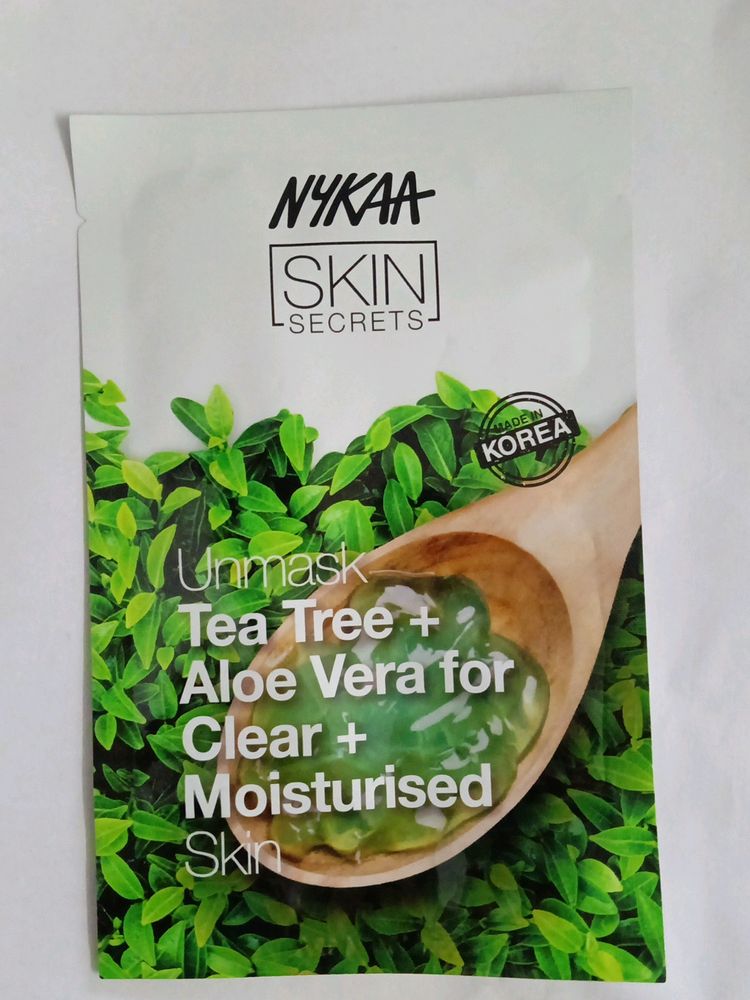 NYKAA
SKIN
SECRETS
MADE IN
KOREA
Unmask
Tea Tree +
Aloe Vera for
Clear +
Moisturised
Skin